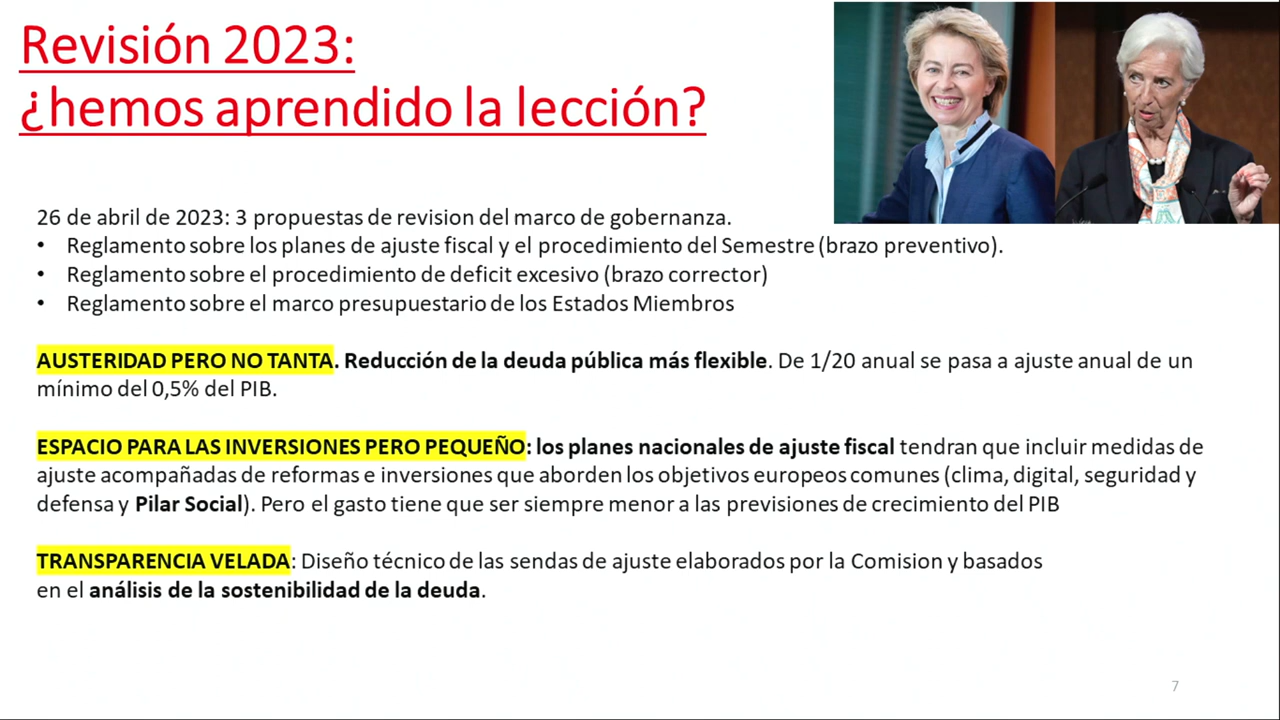 Revisión 2023:
¿hemos aprendido la lección?
26 de abril de 2023: 3 propuestas de revision del marco de gobernanza.
• Reglamento sobre los planes de ajuste fiscal y el procedimiento del Semestre (brazo preventivo).
• Reglamento sobre el procedimiento de deficit excesivo (brazo corrector)
• Reglamento sobre el marco presupuestario de los Estados Miembros
AUSTERIDAD PERO NO TANTA. Reducción de la deuda pública más flexible. De 1/20 anual se pasa a ajuste anual de un
mínimo del 0,5% del PIB.
ESPACIO PARA LAS INVERSIONES PERO PEQUEÑO: los planes nacionales de ajuste fiscal tendran que incluir medidas de
ajuste acompañadas de reformas e inversiones que aborden los objetivos europeos comunes (clima, digital, seguridad y
defensa y Pilar Social). Pero el gasto tiene que ser siempre menor a las previsiones de crecimiento del PIB
TRANSPARENCIA VELADA: Diseño técnico de las sendas de ajuste elaborados por la Comision y basados
en el análisis de la sostenibilidad de la deuda.
7